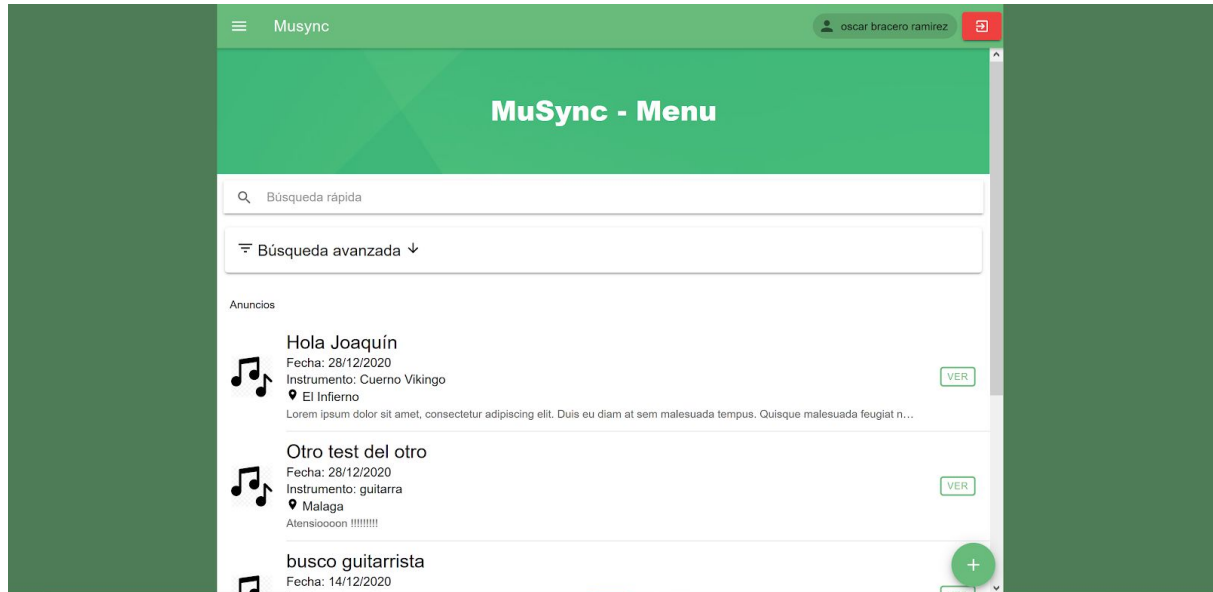 Musync
oscar bracero ramirez
MuSync - Menu
Búsqueda rápida
Búsqueda avanzada
Anuncios
Hola Joaquín
Fecha: 28/12/2020
Instrumento: Cuerno Vikingo
El Infierno
Lorem ipsum dolor sit amet, consectetur adipiscing elit. Duis eu diam at sem malesuada tempus. Quisque malesuada feugiat n...
VER
Otro test del otro
Fecha: 28/12/2020
Instrumento: guitarra
Malaga
Atensioooon !!!!!!!!!
VER
busco guitarrista
Fecha: 14/12/2020